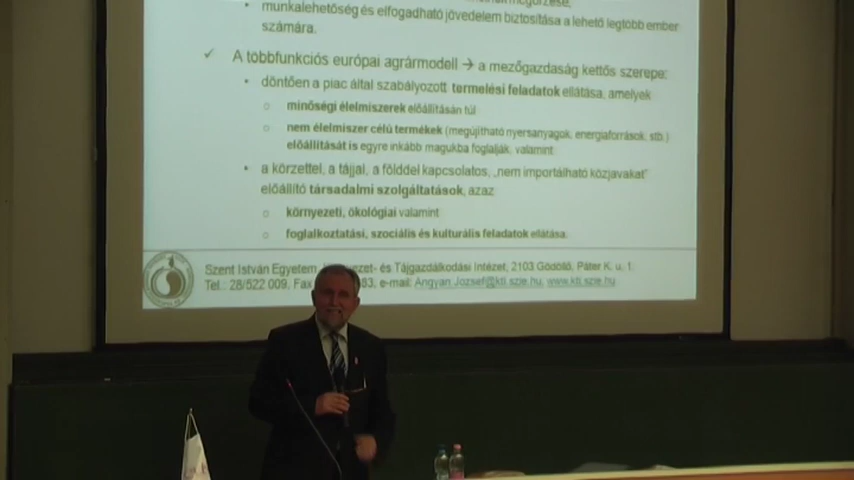 munkalehetőség és elfogadható jövedelem biztosítása a lehető legtöbb ember
számára.
✓ A többfunkciós európai agrármodell → a mezőgazdaság kettős szerepe:
• döntően a piac által szabályozott termelési feladatok ellátása, amelyek
o minőségi élelmiszerek előállításán túl
o nem élelmiszer célú termékek (megújítható nyersanyagok, energiaforrások, stb.)
előállítását is egyre inkább magukba foglalják, valamint
• a körzettel, a tájjal, a földdel kapcsolatos, „nem importálható közjavakat"
előállító társadalmi szolgáltatások, azaz
o környezeti, ökológiai valamint
o foglalkoztatási, szociális és kulturális feladatok ellátása.
Szent István Egyetem és Tájgazdálkodási Intézet, 2103 Gödöllő, Páter K. u. 1.
Tel.: 28/522 009, Fax 83, e-mail: Angyan.Jozsef@kti.szie.hu, www.kti.szie.hu